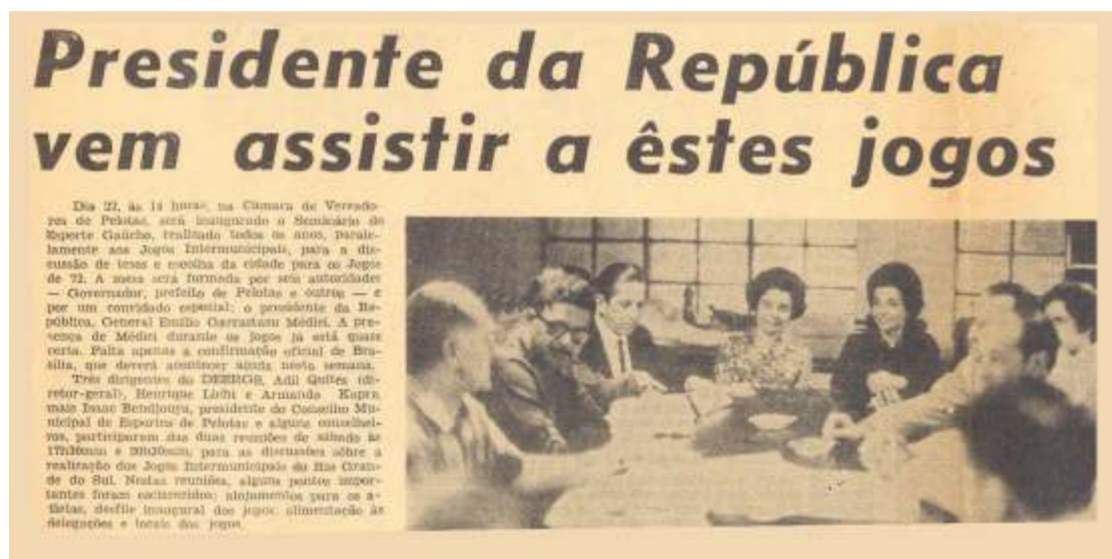 Presidente da República
vem assistir a êstes jogos
Dia 22, às 14 horas, na Câmara de Vereado-
res de Pelotas, será inaugurado o Seminário do
Esporte Gaúcho, realizado todos os anos, parale-
lamente aos Jogos Intermunicipais, para a dis-
cussão de teses e escolha da cidade para os Jogos
de 72. A mesa será formada por seis autoridades
— Governador, prefeito de Pelotas e outros — e
por um convidado especial: o presidente da Re-
pública, General Emílio Garrastazu Médici. A pre-
sença de Médici durante os jogos já está quase
certa. Falta apenas a confirmação oficial de Bra-
sília, que deverá acontecer ainda nesta semana.
Três dirigentes do Adil Quites (di-
retor-geral), Henrique Licht e Armando
mais Isaac presidente do Conselho Mu-
nicipal de Esportes de Pelotas e alguns conselhei-
ros, participaram das duas reuniões de sábado às
17h30min e 20h30min, para as discussões sôbre a
realização dos Jogos Intermunicipais do Rio Gran-
de do Sul. Nestas reuniões, alguns pontos impor-
tantes foram esclarecidos: alojamentos para os a-
tletas, desfile inaugural dos jogos, alimentação às
delegações e locais dos jogos.